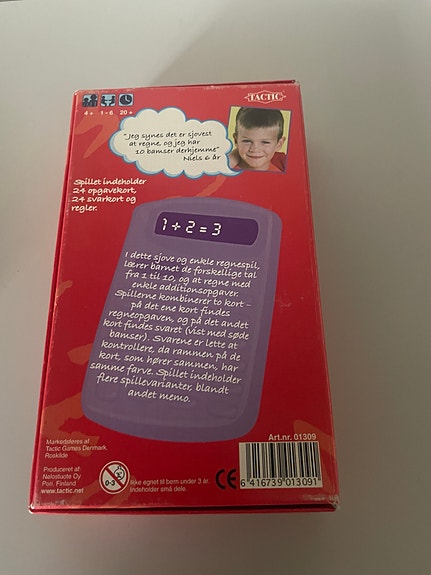 TACTIC
4+ 1-6 20+
"Jeg synes det er sjovest
at regne, og jeg har
10 bamser derhjemme"
Niels 6 år
Spillet indeholder
24 opgavekort,
24 svarkort og
regler.
1+2=3
I dette sjove og enkle regnespil,
lærer barnet de forskellige tal
fra 1 til 10, og at regne med
enkle additionsopgaver.
Spillerne kombinerer to kort –
på det ene kort findes
regneopgaven, og på det andet
kort findes svaret (vist med søde
bamser). Svarene er lette at
kontrollere, da rammen på de
kort, som hører sammen, har
samme farve. Spillet indeholder
flere spillevarianter, blandt
andet memo.
Markedsføres af:
Tactic Games Denmark,
Roskilde
Produceret af:
Nelostuote Oy
Pori, Finland
www.tactic.net
0-3
Ikke egnet til børn under 3 år.
Indeholder små dele.
CE
Art.nr. 01309
6 416739 013091